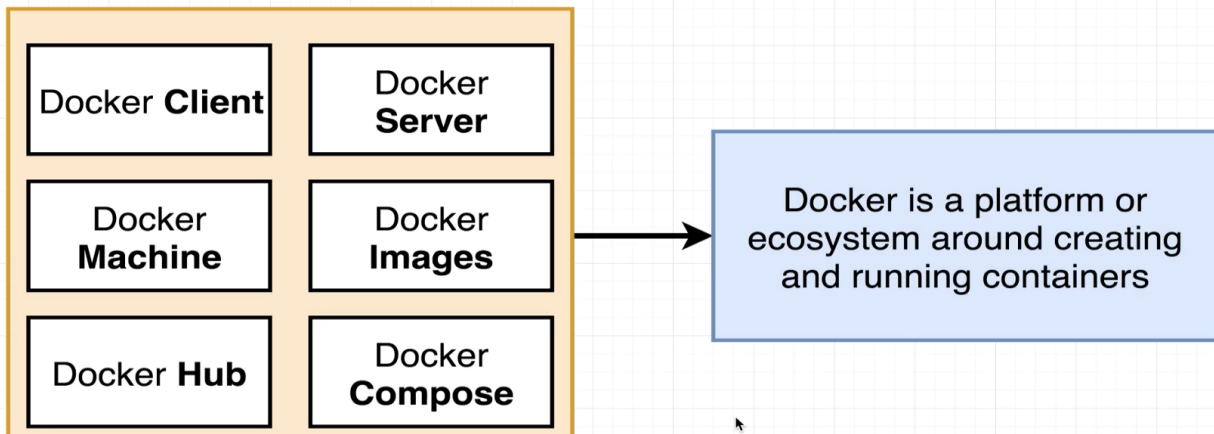 Docker Client
Docker
Server
Docker
Machine
Docker
Images
Docker Hub
Docker
Compose
Docker is a platform or
ecosystem around creating
and running containers